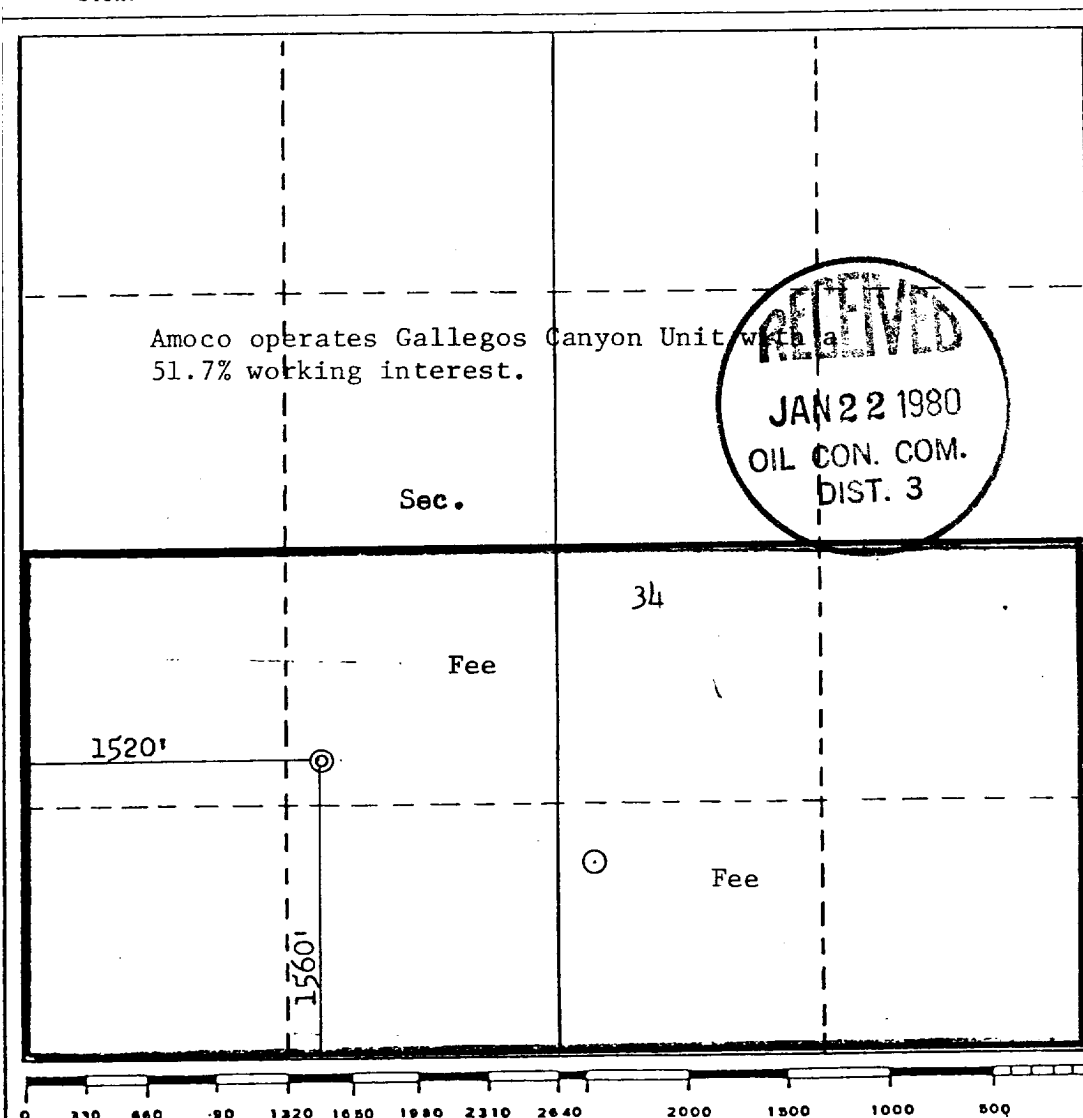 Amoco operates Gallegos Canyon Unit with a
51.7% working interest.
RECEIVED
JAN 22 1980
OIL CON. COM.
DIST. 3
Sec.
34
Fee
1520'
Fee
1560'
0 330 660 90 1320 1650 1980 2310 2640 2000 1500 1000 500